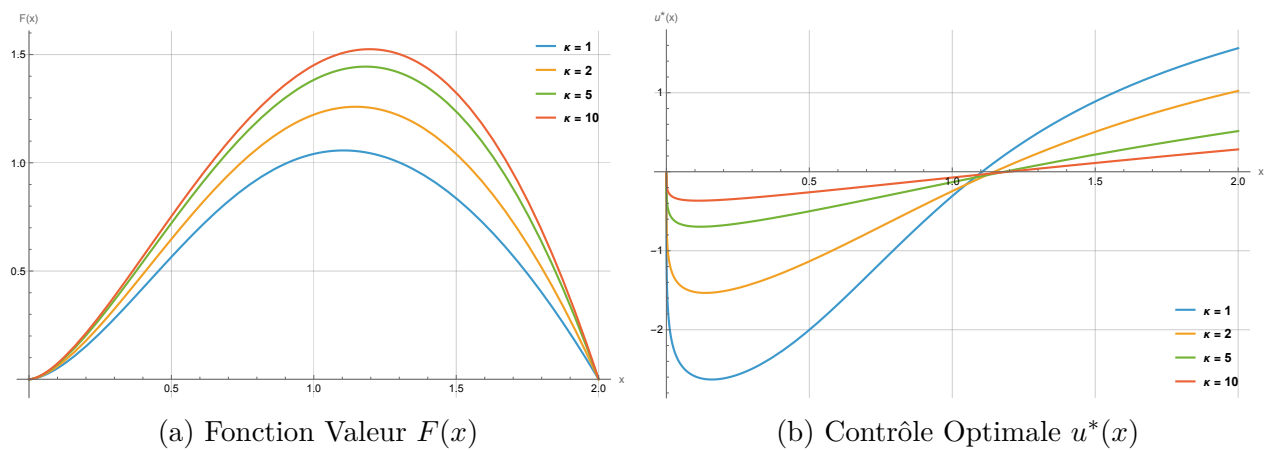 F(x)
1.5
1.0
0.5
0.5
1.0
1.5
2.0
x
κ = 1
κ = 2
κ = 5
κ = 10
(a) Fonction Valeur F(x)
u*(x)
1
−1
−2
0.5
1.0
1.5
2.0
x
κ = 1
κ = 2
κ = 5
κ = 10
(b) Contrôle Optimale u*(x)